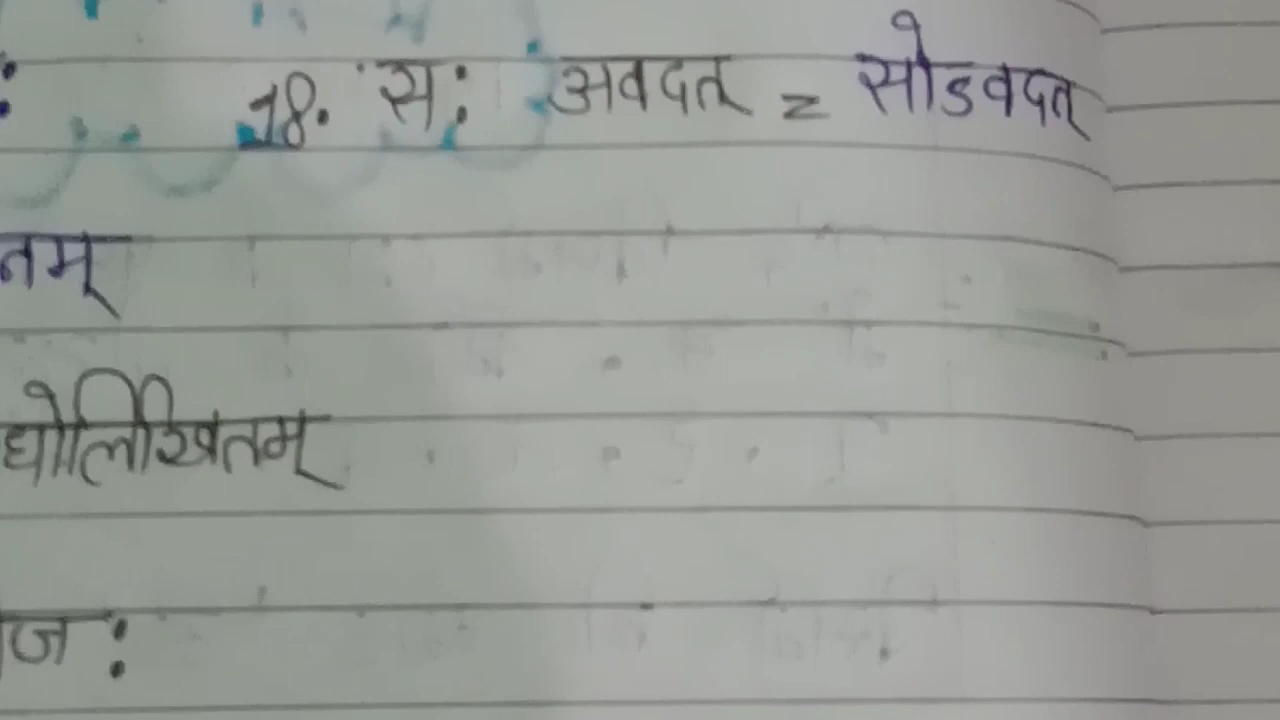 18. सः अवदत् = सोऽवदत्
तम्
धोलिखितम्
ज :